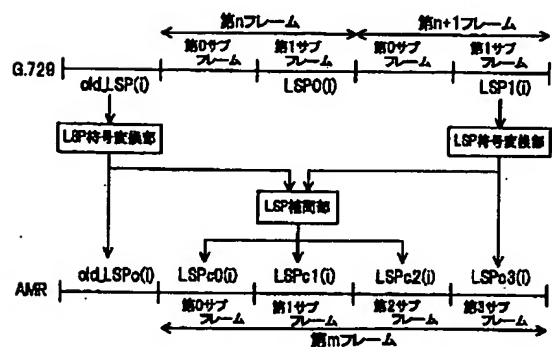 第nフレーム 第n+1フレーム
第0サブ 第1サブ 第0サブ 第1サブ
フレーム フレーム フレーム フレーム
G.729
old_LSP(i) LSP0(i) LSP1(i)
LSP符号変換部 LSP符号変換部
LSP補間部
old_LSPc(i) LSPc0(i) LSPc1(i) LSPc2(i) LSPc3(i)
AMR
第0サブ 第1サブ 第2サブ 第3サブ
フレーム フレーム フレーム フレーム
第mフレーム